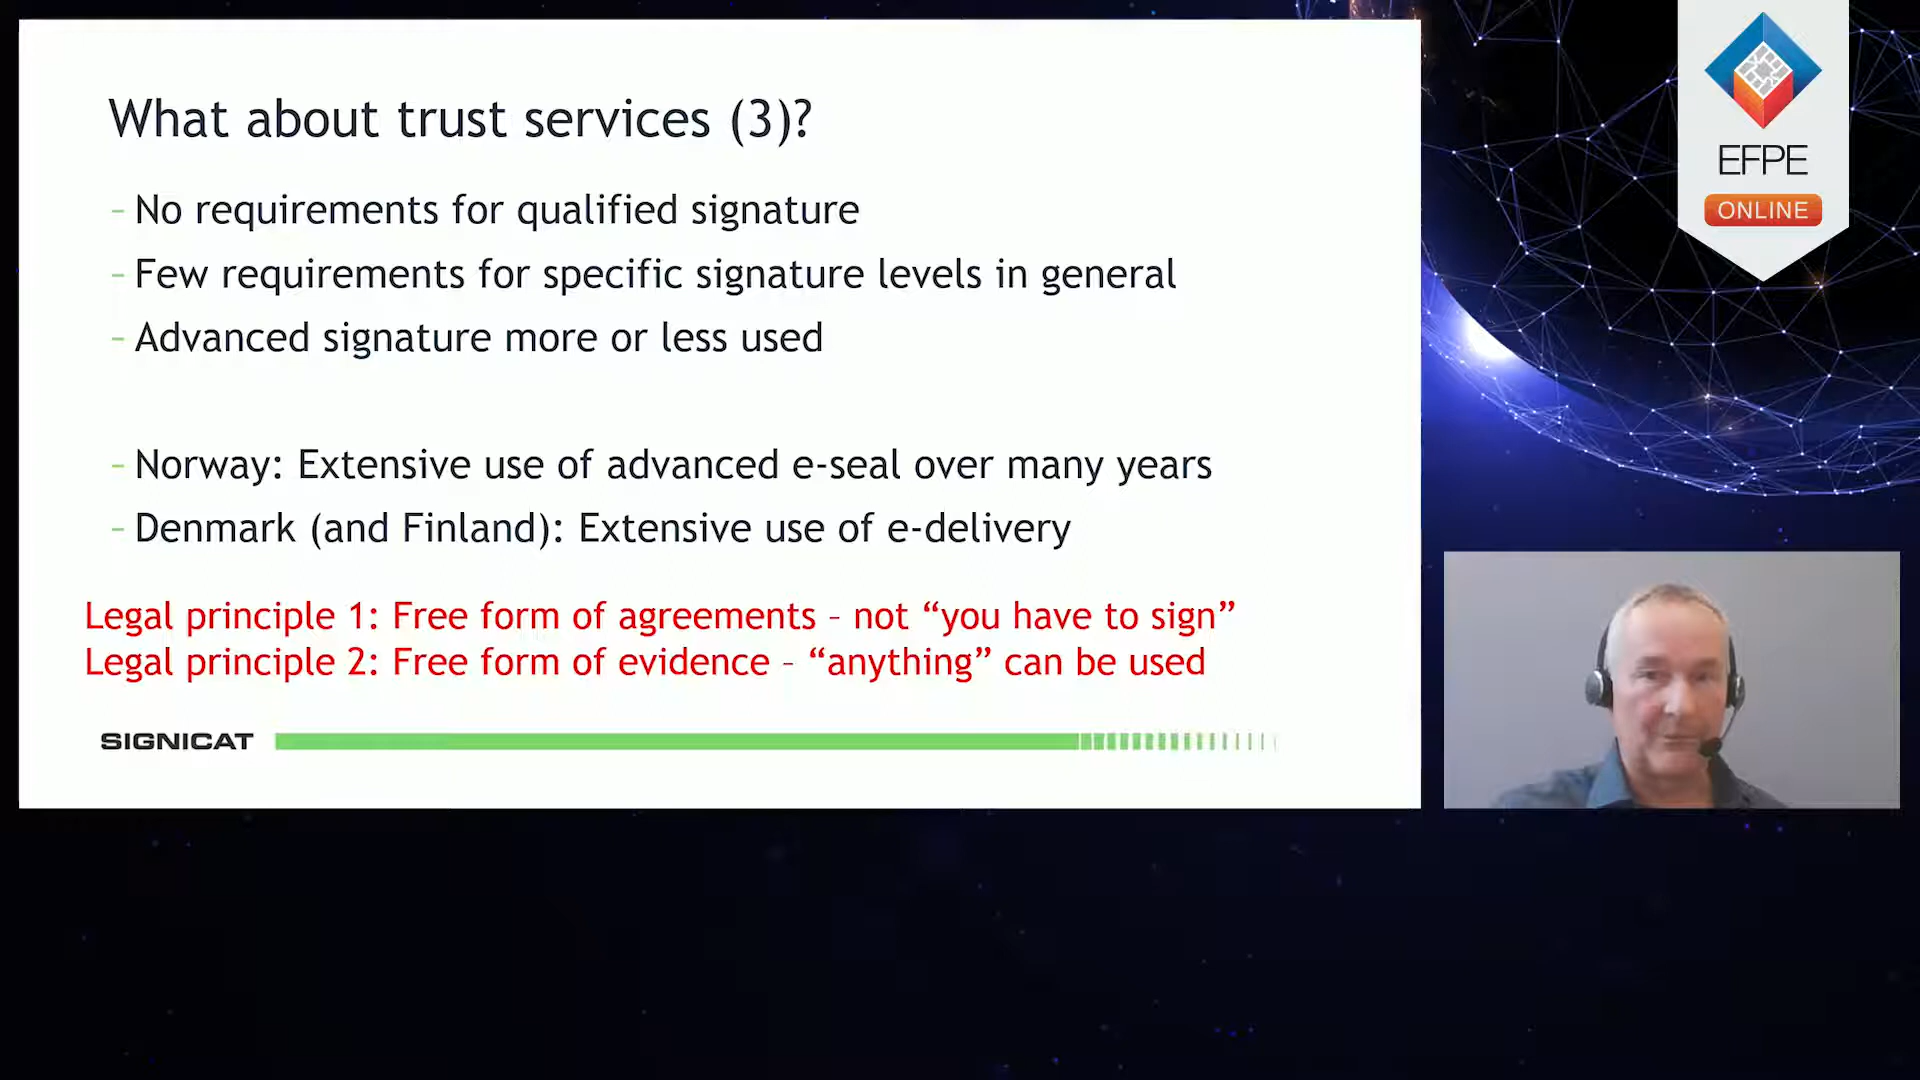 What about trust services (3)?
- No requirements for qualified signature
- Few requirements for specific signature levels in general
- Advanced signature more or less used
- Norway: Extensive use of advanced e-seal over many years
- Denmark (and Finland): Extensive use of e-delivery
Legal principle 1: Free form of agreements – not “you have to sign”
Legal principle 2: Free form of evidence – “anything” can be used
SIGNICAT
EFPE
ONLINE